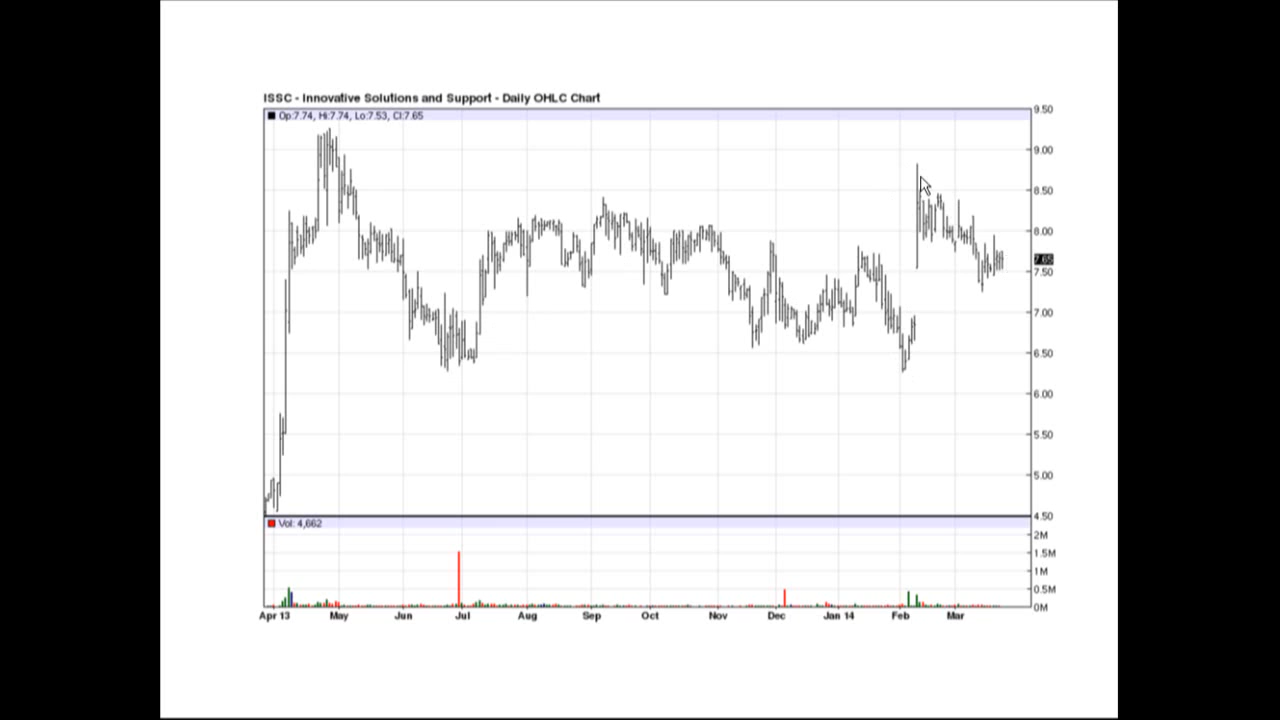 ISSC - Innovative Solutions and Support - Daily OHLC Chart
Op:7.74, Hi:7.74, Lo:7.53, Cl:7.65
9.50
9.00
8.50
8.00
7.65
7.50
7.00
6.50
6.00
5.50
5.00
4.50
Vol: 4,662
2M
1.5M
1M
0.5M
0M
Apr 13 May Jun Jul Aug Sep Oct Nov Dec Jan 14 Feb Mar